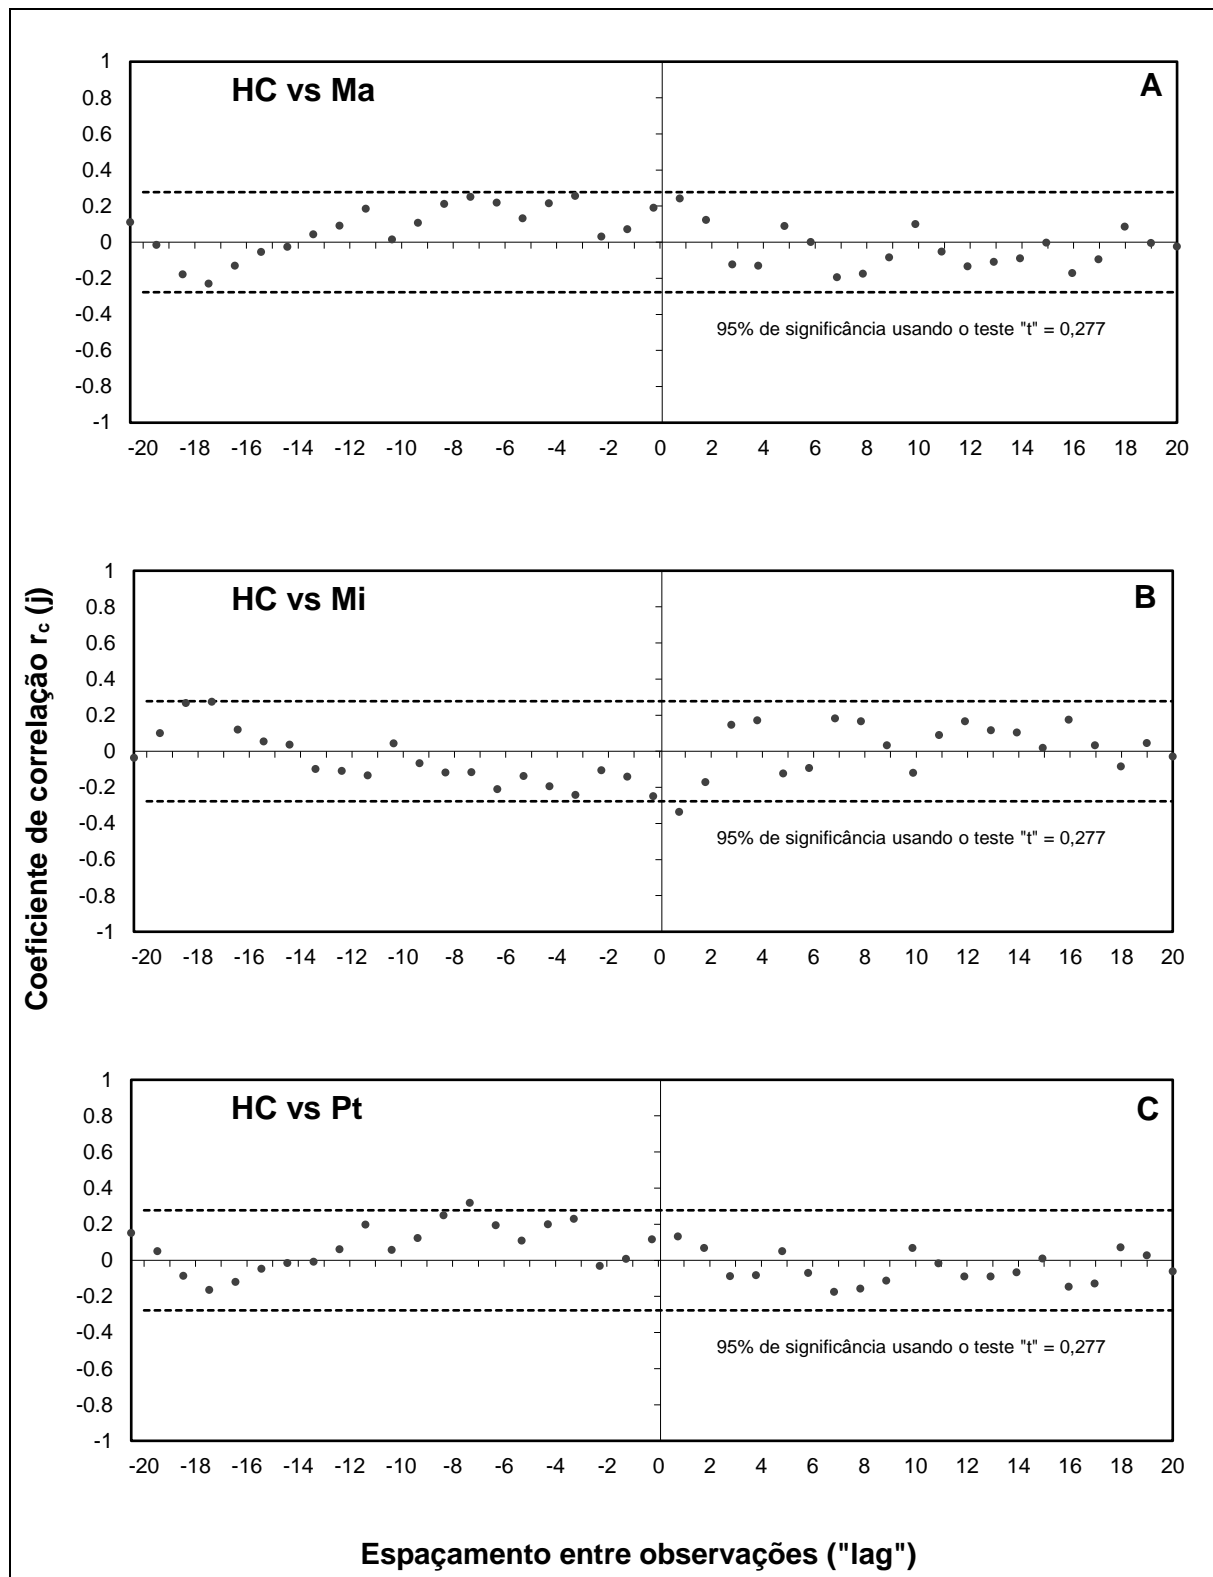 HC vs Ma
A
1
0.8
0.6
0.4
0.2
0
-0.2
-0.4
-0.6
-0.8
-1
95% de significância usando o teste "t" = 0,277
-20 -18 -16 -14 -12 -10 -8 -6 -4 -2 0 2 4 6 8 10 12 14 16 18 20
Coeficiente de correlação rc (j)
HC vs Mi
B
1
0.8
0.6
0.4
0.2
0
-0.2
-0.4
-0.6
-0.8
-1
95% de significância usando o teste "t" = 0,277
-20 -18 -16 -14 -12 -10 -8 -6 -4 -2 0 2 4 6 8 10 12 14 16 18 20
HC vs Pt
C
1
0.8
0.6
0.4
0.2
0
-0.2
-0.4
-0.6
-0.8
-1
95% de significância usando o teste "t" = 0,277
-20 -18 -16 -14 -12 -10 -8 -6 -4 -2 0 2 4 6 8 10 12 14 16 18 20
Espaçamento entre observações ("lag")